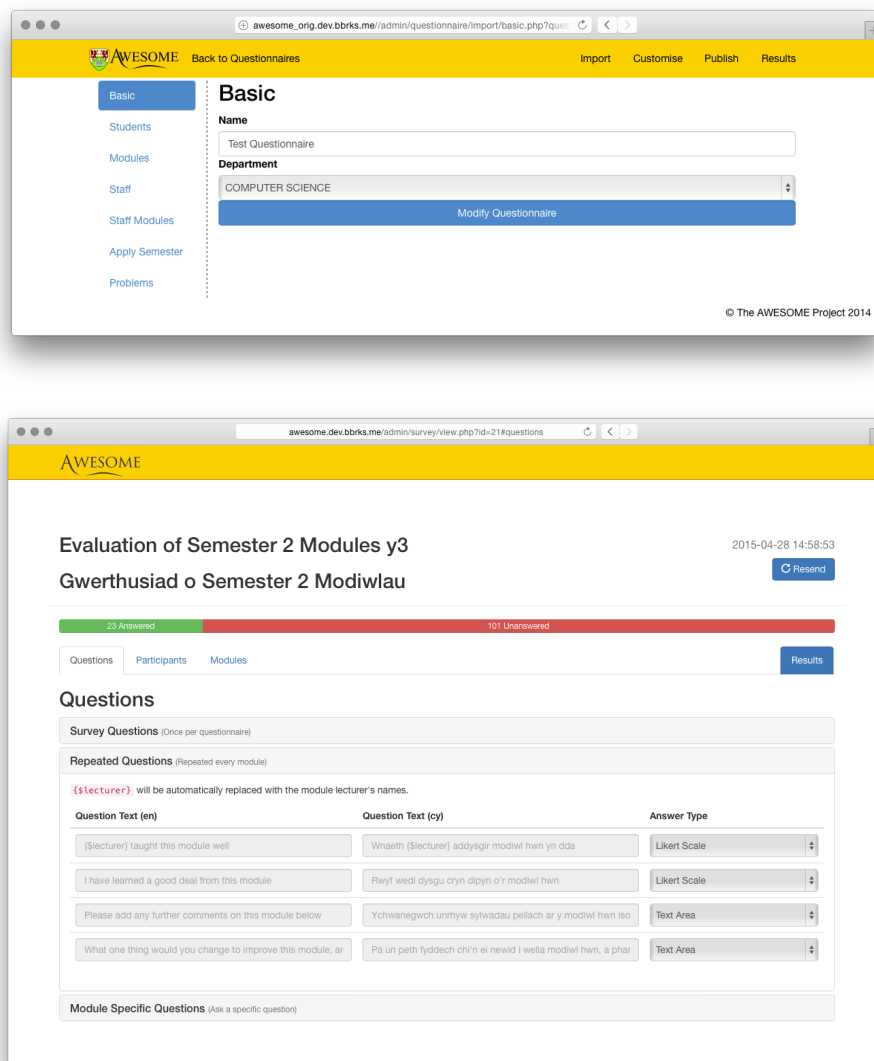 awesome_orig.dev.bbrks.me//admin/questionnaire/import/basic.php?ques
AWESOME Back to Questionnaires Import Customise Publish Results
Basic
Students
Modules
Staff
Staff Modules
Apply Semester
Problems
Basic
Name
Test Questionnaire
Department
COMPUTER SCIENCE
Modify Questionnaire
© The AWESOME Project 2014
awesome.dev.bbrks.me/admin/survey/view.php?id=21#questions
AWESOME
Evaluation of Semester 2 Modules y3
2015-04-28 14:58:53
Gwerthusiad o Semester 2 Modiwlau
Resend
23 Answered 101 Unanswered
Questions Participants Modules Results
Questions
Survey Questions (Once per questionnaire)
Repeated Questions (Repeated every module)
{$lecturer} will be automatically replaced with the module lecturer's names.
Question Text (en) Question Text (cy) Answer Type
{$lecturer} taught this module well Wnaeth {$lecturer} addysgir modiwl hwn yn dda Likert Scale
I have learned a good deal from this module Rwyf wedi dysgu cryn dipyn o'r modiwl hwn Likert Scale
Please add any further comments on this module below Ychwanegwch unrhyw sylwadau pellach ar y modiwl hwn iso Text Area
What one thing would you change to improve this module, ar Pa un peth fyddech chi'n ei newid i wella modiwl hwn, a phar Text Area
Module Specific Questions (Ask a specific question)